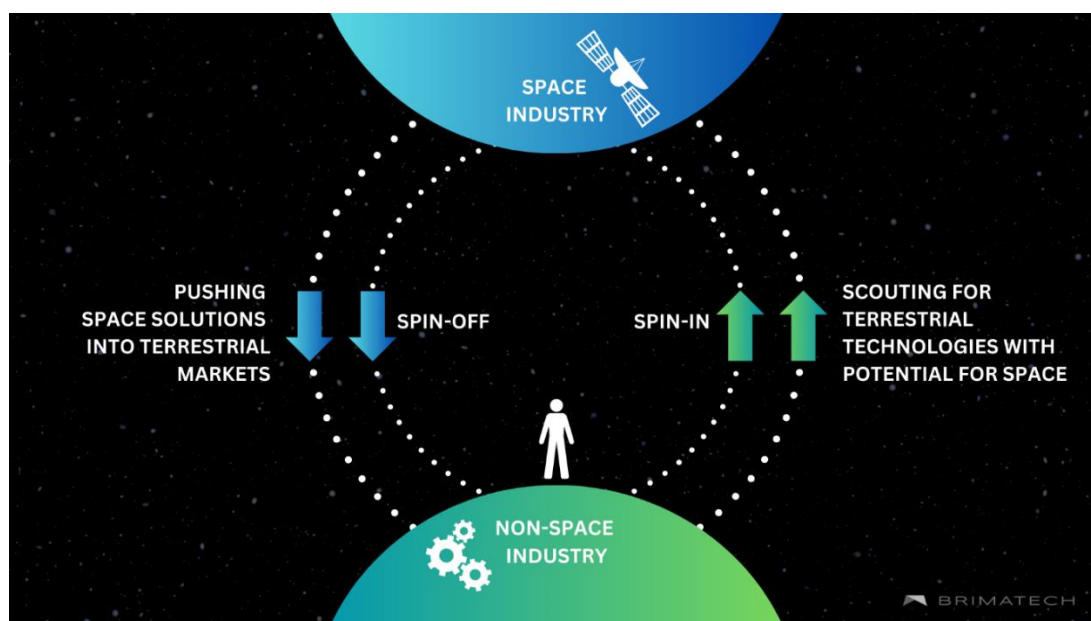 SPACE
INDUSTRY
PUSHING
SPACE SOLUTIONS
INTO TERRESTRIAL
MARKETS
SPIN-OFF
SPIN-IN
SCOUTING FOR
TERRESTRIAL
TECHNOLOGIES WITH
POTENTIAL FOR SPACE
NON-SPACE
INDUSTRY
BRIMATECH